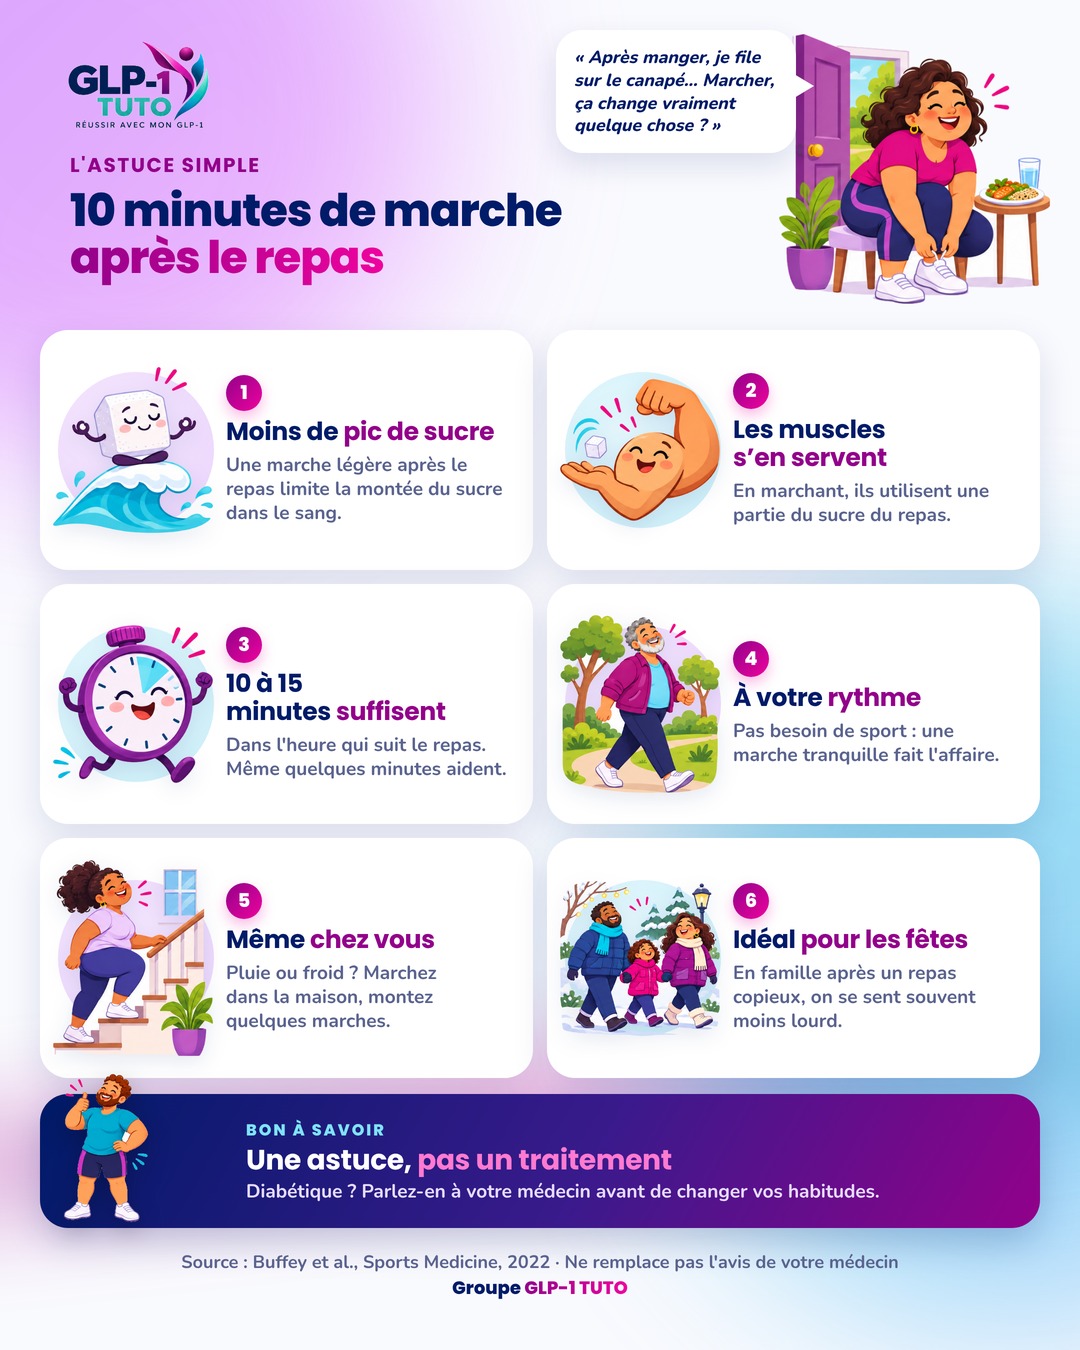 GLP-1
TUTO
RÉUSSIR AVEC MON GLP-1
« Après manger, je file
sur le canapé... Marcher,
ça change vraiment
quelque chose ? »
L'ASTUCE SIMPLE
10 minutes de marche
après le repas
1
Moins de pic de sucre
Une marche légère après le
repas limite la montée du sucre
dans le sang.
2
Les muscles
s’en servent
En marchant, ils utilisent une
partie du sucre du repas.
3
10 à 15
minutes suffisent
Dans l'heure qui suit le repas.
Même quelques minutes aident.
4
À votre rythme
Pas besoin de sport : une
marche tranquille fait l'affaire.
5
Même chez vous
Pluie ou froid ? Marchez
dans la maison, montez
quelques marches.
6
Idéal pour les fêtes
En famille après un repas
copieux, on se sent souvent
moins lourd.
BON À SAVOIR
Une astuce, pas un traitement
Diabétique ? Parlez-en à votre médecin avant de changer vos habitudes.
Source : Buffey et al., Sports Medicine, 2022 · Ne remplace pas l'avis de votre médecin
Groupe GLP-1 TUTO